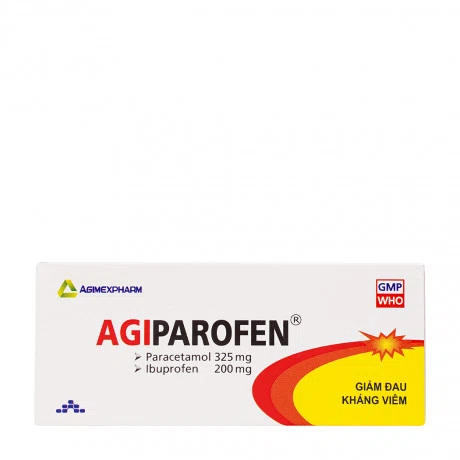 AGIMEXPHARM
GMP
WHO
AGIPAROFEN®
➤ Paracetamol 325 mg
➤ Ibuprofen 200 mg
GIẢM ĐAU
KHÁNG VIÊM